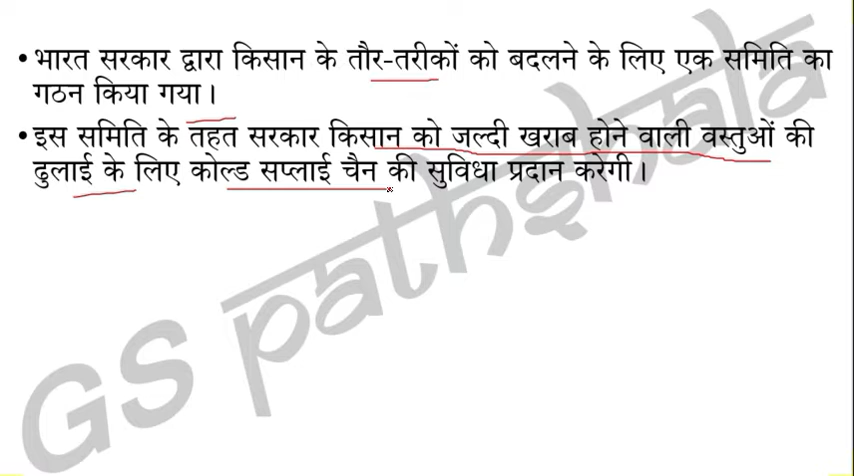 • भारत सरकार द्वारा किसान के तौर-तरीकों को बदलने के लिए एक समिति का
गठन किया गया।
• इस समिति के तहत सरकार किसान को जल्दी खराब होने वाली वस्तुओं की
ढुलाई के लिए कोल्ड सप्लाई चैन की सुविधा प्रदान करेगी।
GS pathshala